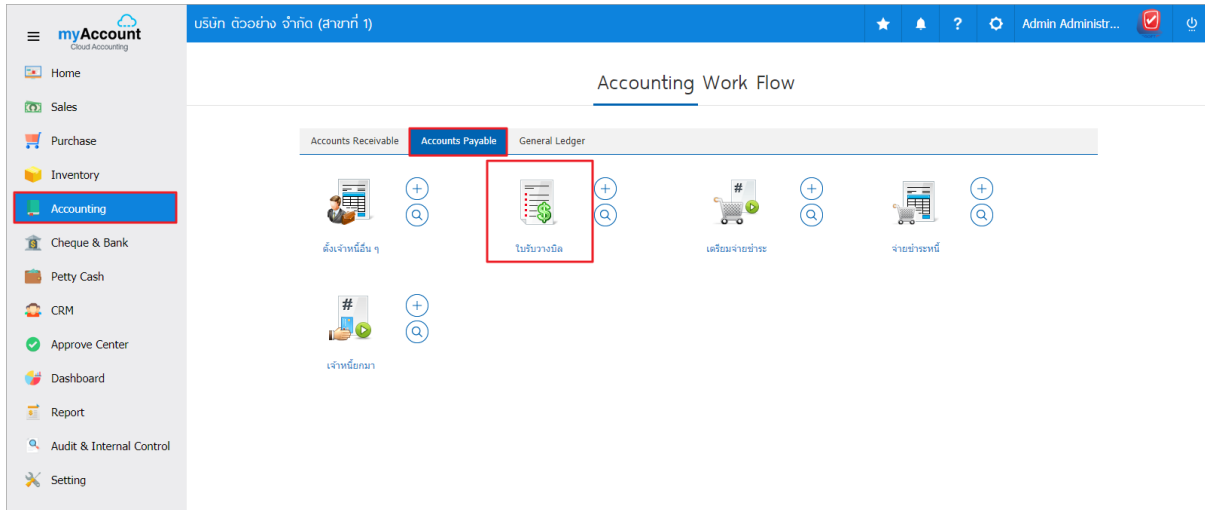 myAccount
Cloud Accounting
บริษัท ตัวอย่าง จำกัด (สาขาที่ 1)
?
Admin Administr...
Home
Sales
Purchase
Inventory
Accounting
Cheque & Bank
Petty Cash
CRM
Approve Center
Dashboard
Report
Audit & Internal Control
Setting
Accounting Work Flow
Accounts Receivable
Accounts Payable
General Ledger
ตั้งเจ้าหนี้อื่น ๆ
ใบรับวางบิล
#
เตรียมจ่ายชำระ
จ่ายชำระหนี้
#
เจ้าหนี้ยกมา